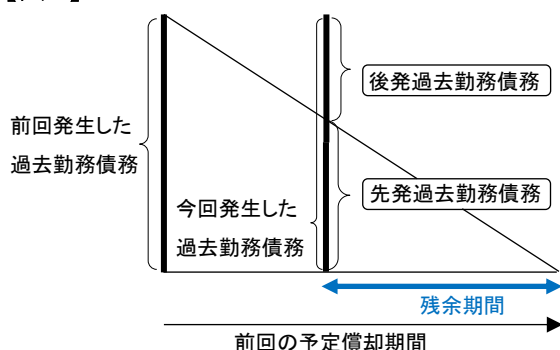 後発過去勤務債務
前回発生した
過去勤務債務
先発過去勤務債務
今回発生した
過去勤務債務
残余期間
前回の予定償却期間